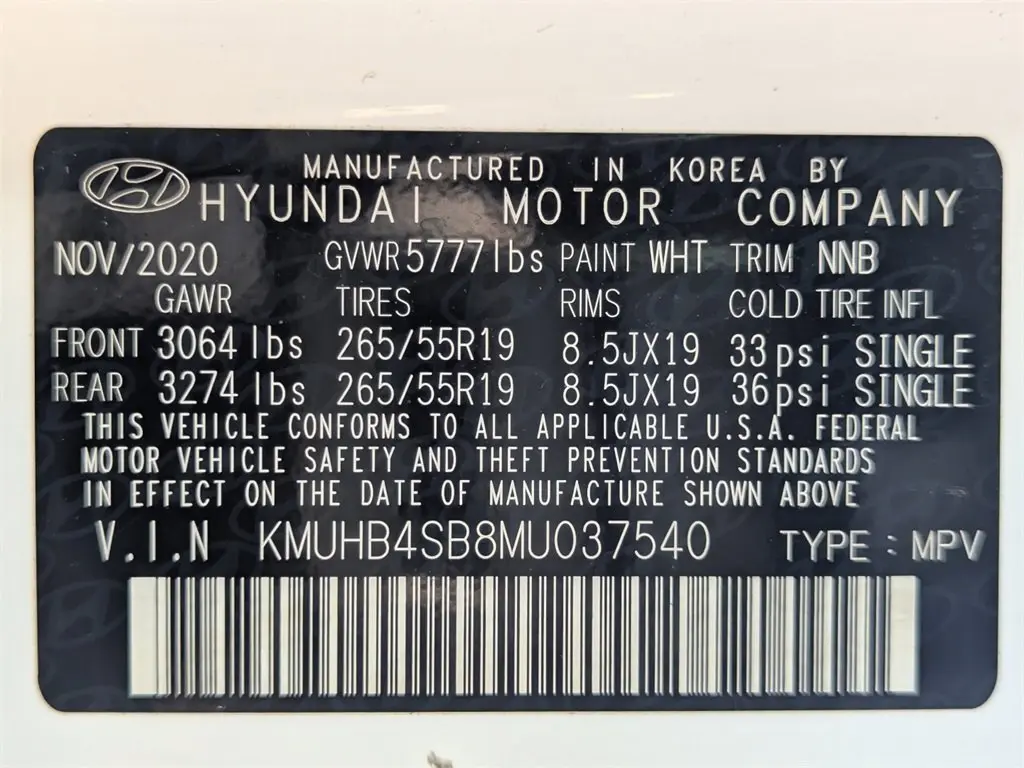 MANUFACTURED IN KOREA BY
HYUNDAI MOTOR COMPANY
NOV/2020 GVWR 5777lbs PAINT WHT TRIM NNB
GAWR TIRES RIMS COLD TIRE INFL
FRONT 3064 lbs 265/55R19 8.5JX19 33psi SINGLE
REAR 3274 lbs 265/55R19 8.5JX19 36psi SINGLE
THIS VEHICLE CONFORMS TO ALL APPLICABLE U.S.A. FEDERAL
MOTOR VEHICLE SAFETY AND THEFT PREVENTION STANDARDS
IN EFFECT ON THE DATE OF MANUFACTURE SHOWN ABOVE
V.I.N KMUHB4SB8MU037540 TYPE : MPV